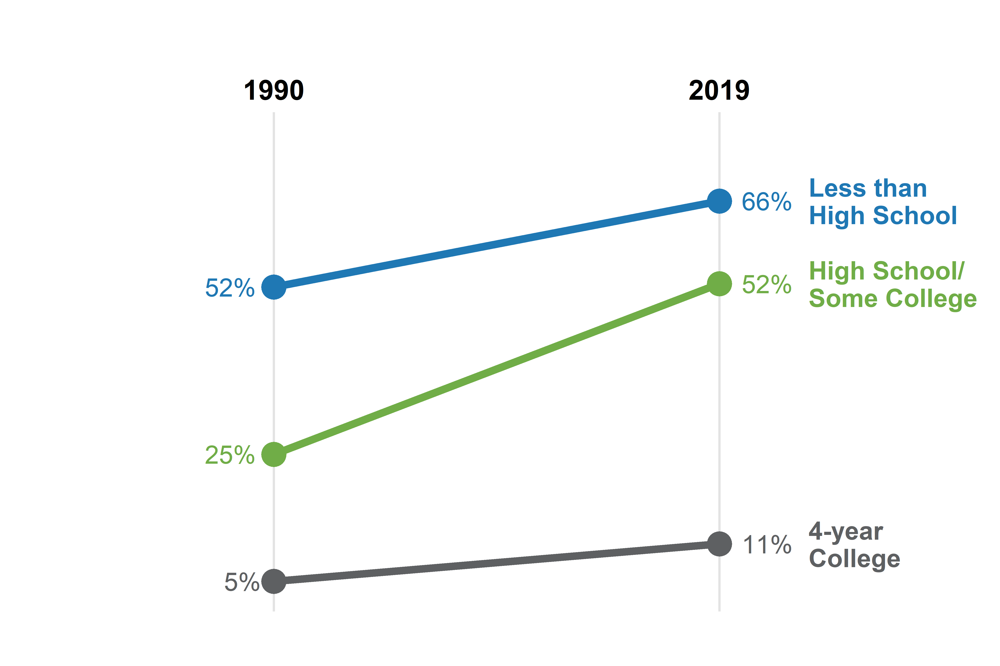 1990
2019
66%
Less than
High School
52%
52%
High School/
Some College
25%
11%
4-year
College
5%